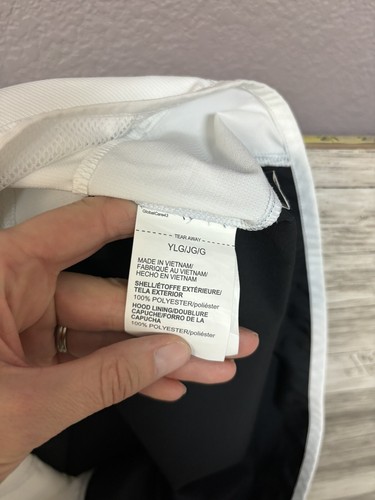 TEAR AWAY
YLG/JG/G
MADE IN VIETNAM/
FABRIQUÉ AU VIETNAM/
HECHO EN VIETNAM
SHELL/ÉTOFFE EXTÉRIEURE/
TELA EXTERIOR
100% POLYESTER/poliéster
HOOD LINING/DOUBLURE
CAPUCHE/FORRO DE LA
CAPUCHA
100% POLYESTER/poliéster